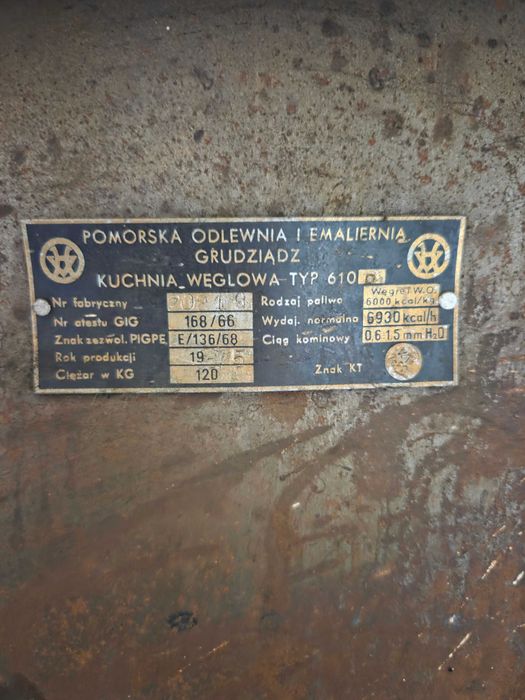 POMORSKA ODLEWNIA I EMALIERNIA
GRUDZIĄDZ
KUCHNIA WĘGLOWA - TYP 610
Nr fabryczny
Nr atestu GIG 168/66
Znak zezwol. PIGPE E/136/68
Rok produkcji 19 75
Ciężar w KG 120
Rodzaj paliwa Węgiel W.O. 6000 kcal/kg
Wydaj. normalna 6930 kcal/h
Ciąg kominowy 0,6 1,5 mm H₂O
Znak KT